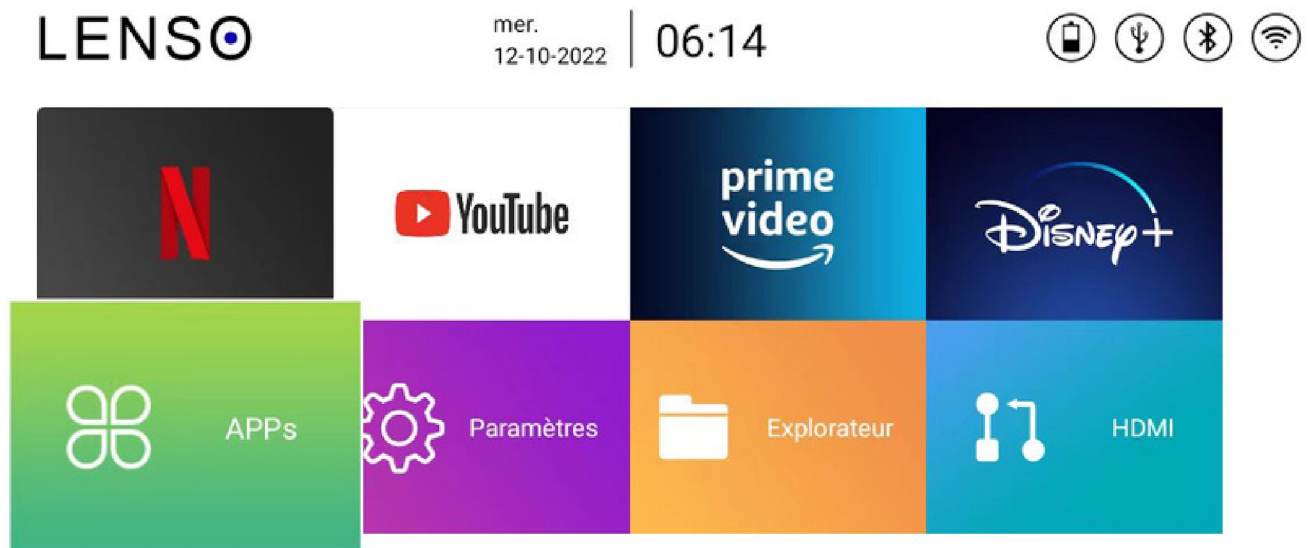 LENSO
mer.
12-10-2022
06:14
N
YouTube
prime
video
Disney+
APPs
Paramètres
Explorateur
HDMI